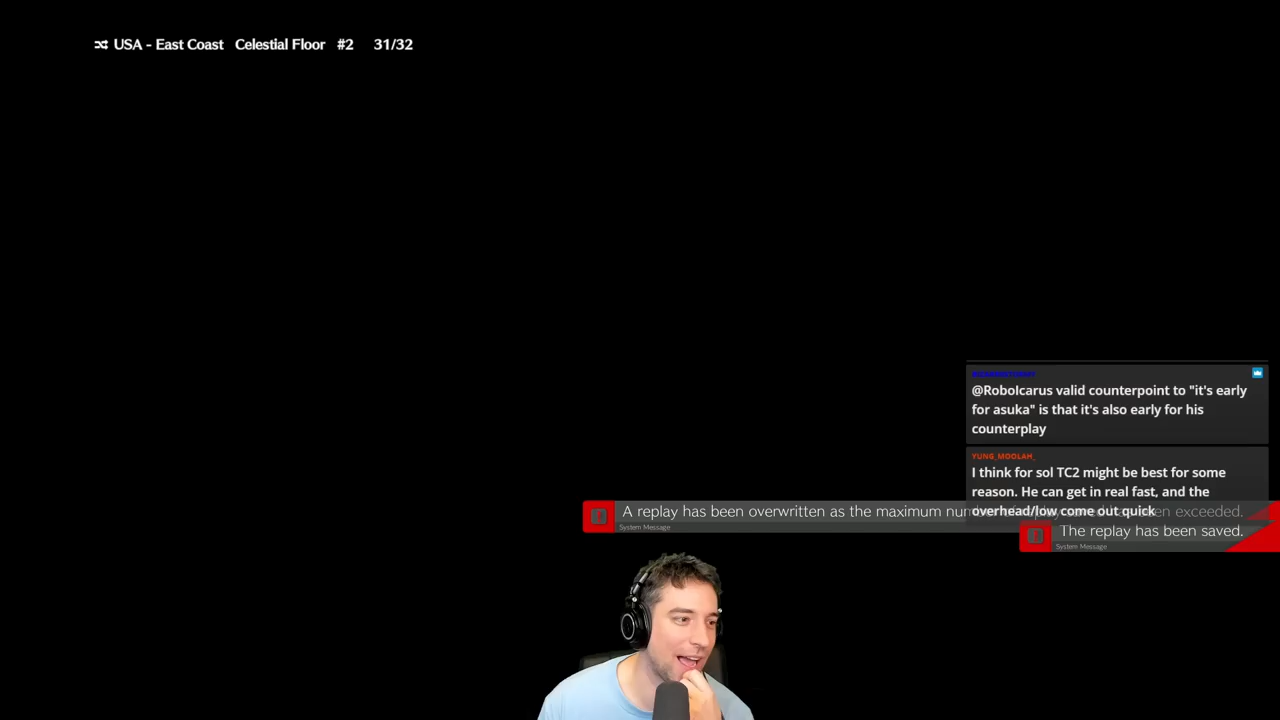 USA - East Coast Celestial Floor #2 31/32
@RoboIcarus valid counterpoint to "it's early
for asuka" is that it's also early for his
counterplay
YUNG_MOOLAH_
I think for sol TC2 might be best for some
reason. He can get in real fast, and the
overhead/low come out quick
A replay has been overwritten as the maximum exceeded.
System Message
The replay has been saved.
System Message